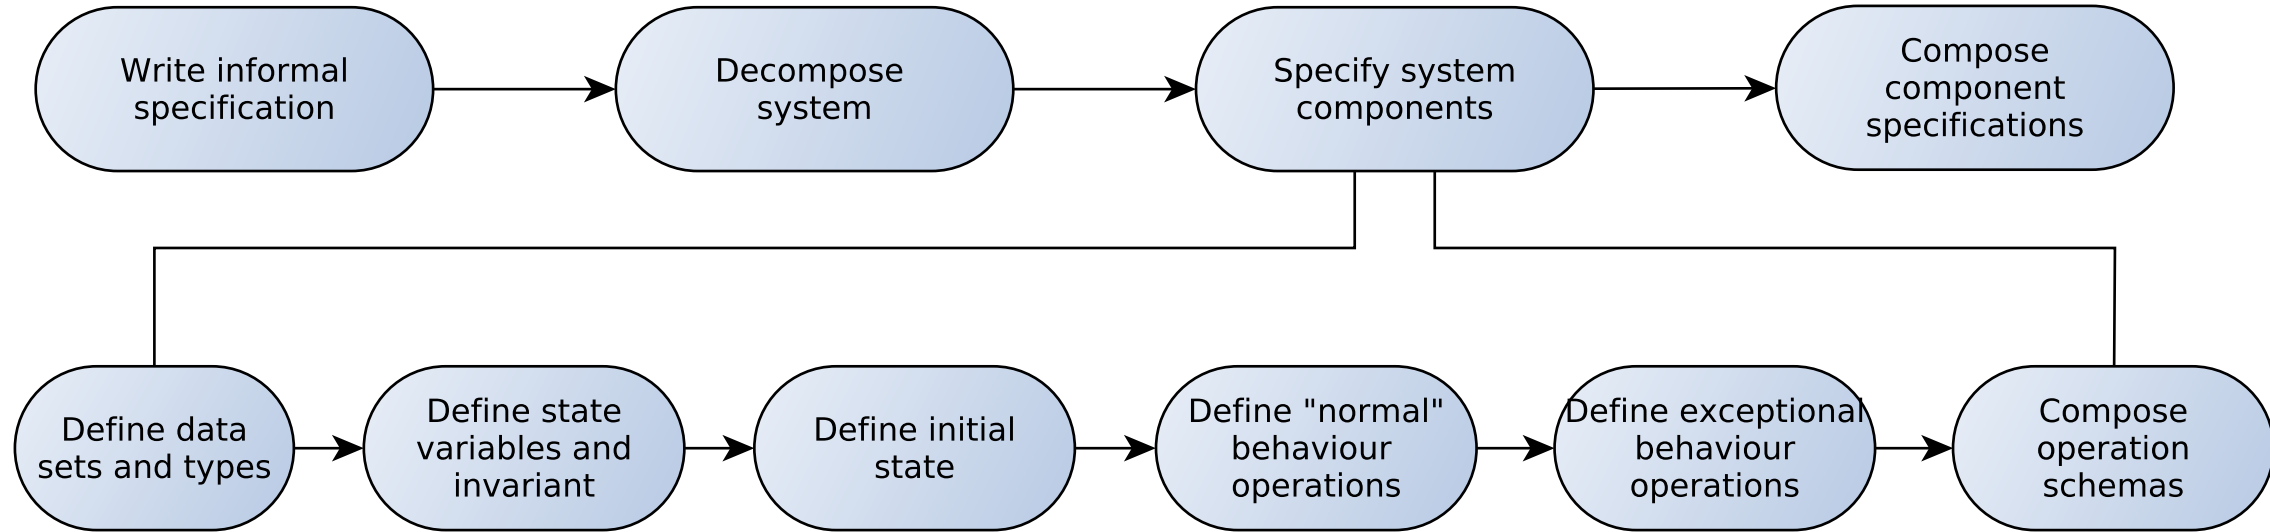 Write informal
specification
Decompose
system
Specify system
components
Compose
component
specifications
Define data
sets and types
Define state
variables and
invariant
Define initial
state
Define "normal"
behaviour
operations
Define exceptional
behaviour
operations
Compose
operation
schemas